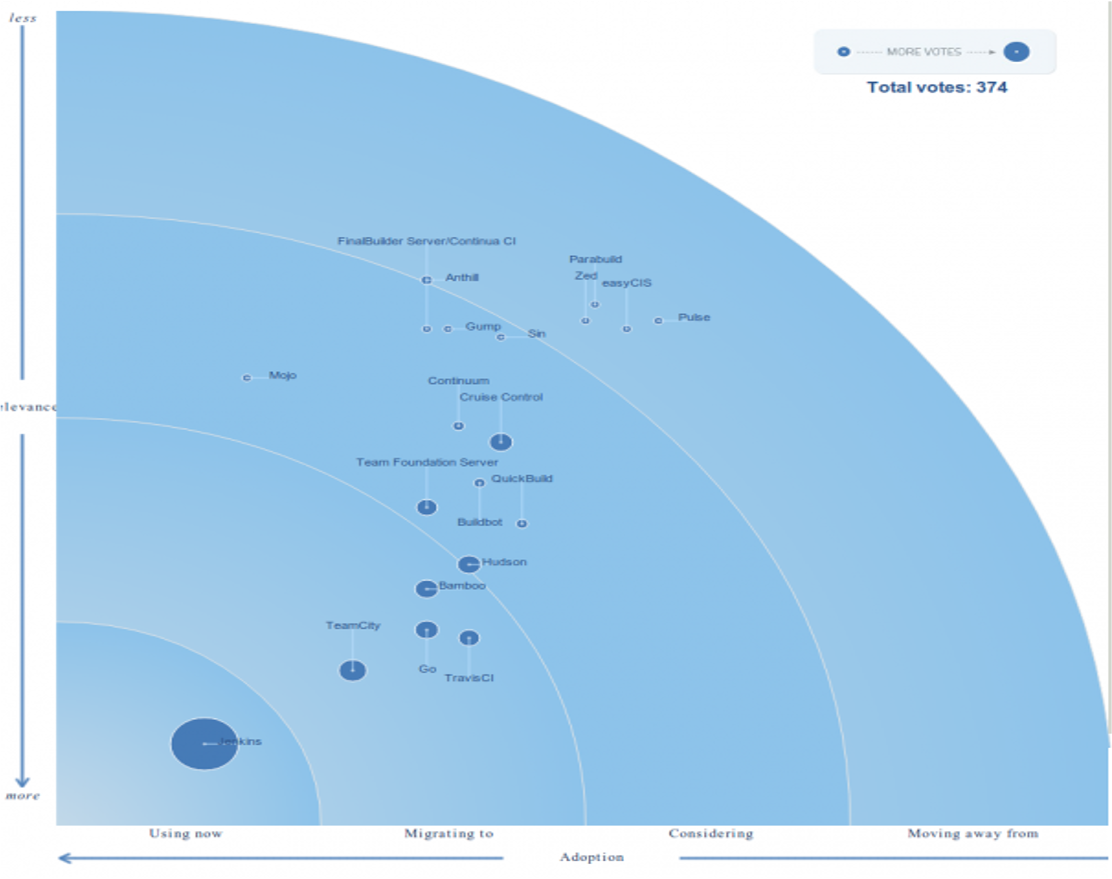 less
MORE VOTES
Total votes: 374
FinalBuilder Server/Continua CI
Parabuild
Anthill
Zed
easyCIS
Pulse
Gump
Sin
Mojo
Continuum
Cruise Control
elevance
Team Foundation Server
QuickBuild
Buildbot
Hudson
Bamboo
TeamCity
Go
TravisCI
Jenkins
more
Using now
Migrating to
Considering
Moving away from
Adoption